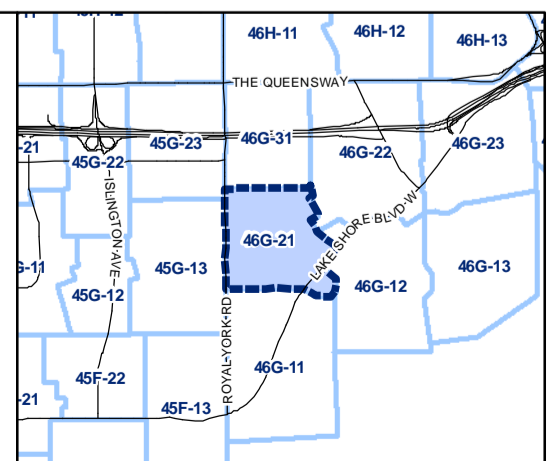 46H-11
46H-12
46H-13
THE QUEENSWAY
-21
45G-22
45G-23
46G-31
46G-22
46G-23
ISLINGTON AVE
46G-21
LAKE SHORE BLVD W
45G-13
46G-12
46G-13
45G-12
ROYAL YORK RD
46G-11
45F-22
-21
45F-13